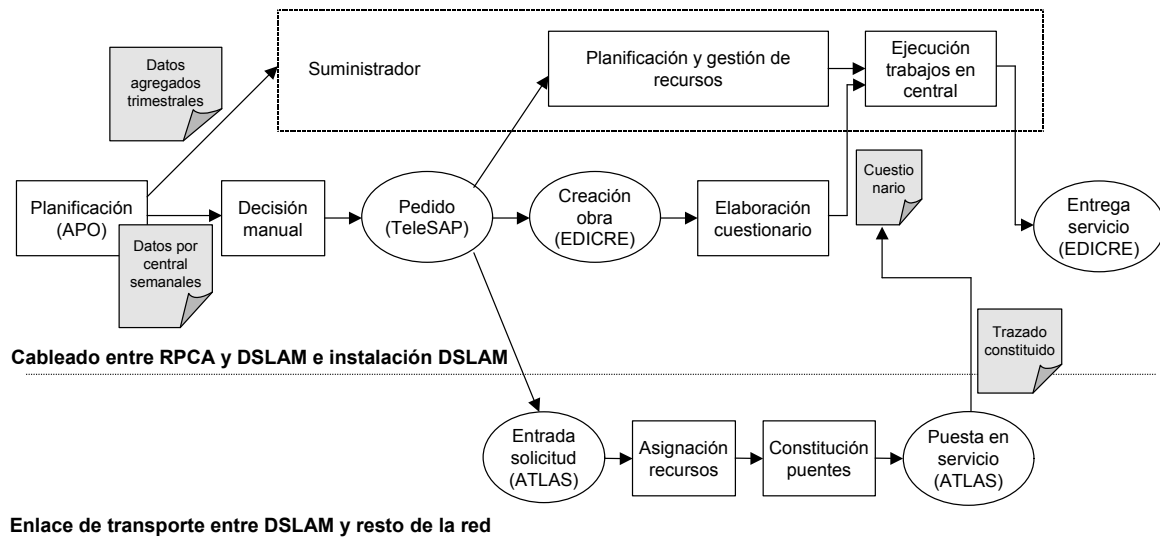 Datos
agregados
trimestrales
Suministrador
Planificación y gestión de
recursos
Ejecución
trabajos en
central
Planificación
(APO)
Datos por
central
semanales
Decisión
manual
Pedido
(TeleSAP)
Creación
obra
(EDICRE)
Elaboración
cuestionario
Cuestio
nario
Entrega
servicio
(EDICRE)
Trazado
constituido
Cableado entre RPCA y DSLAM e instalación DSLAM
Entrada
solicitud
(ATLAS)
Asignación
recursos
Constitución
puentes
Puesta en
servicio
(ATLAS)
Enlace de transporte entre DSLAM y resto de la red